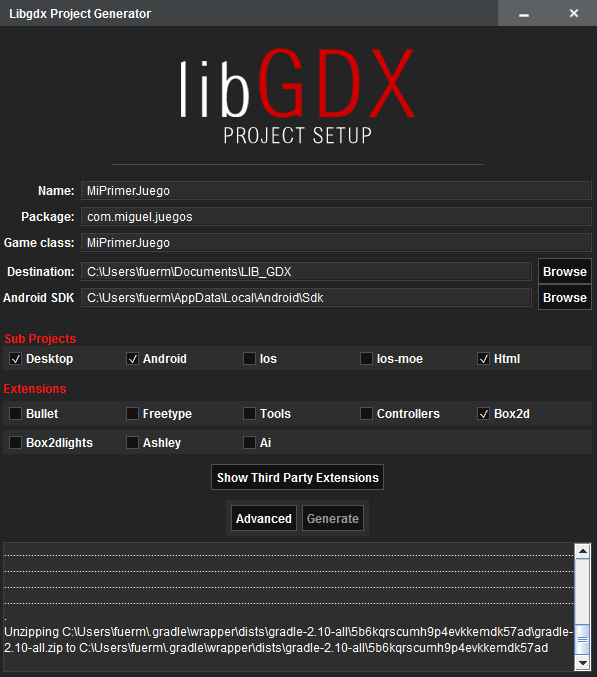 Libgdx Project Generator
libGDX
PROJECT SETUP
Name: MiPrimerJuego
Package: com.miguel.juegos
Game class: MiPrimerJuego
Destination: C:\Users\fuerm\Documents\LIB_GDX Browse
Android SDK C:\Users\fuerm\AppData\Local\Android\Sdk Browse
Sub Projects
Desktop Android Ios Ios-moe Html
Extensions
Bullet Freetype Tools Controllers Box2d
Box2dlights Ashley Ai
Show Third Party Extensions
Advanced Generate
Unzipping C:\Users\fuerm\.gradle\wrapper\dists\gradle-2.10-all\5b6kqrscumh9p4evkkemdk57ad\gradle-
2.10-all.zip to C:\Users\fuerm\.gradle\wrapper\dists\gradle-2.10-all\5b6kqrscumh9p4evkkemdk57ad